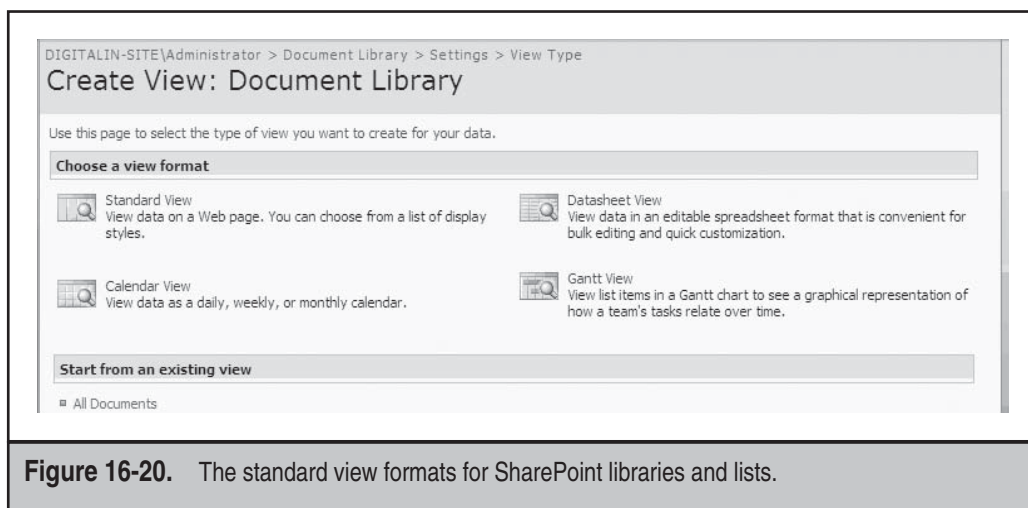 DIGITALIN-SITE\Administrator > Document Library > Settings > View Type
Create View: Document Library
Use this page to select the type of view you want to create for your data.
Choose a view format
Standard View
View data on a Web page. You can choose from a list of display
styles.
Datasheet View
View data in an editable spreadsheet format that is convenient for
bulk editing and quick customization.
Calendar View
View data as a daily, weekly, or monthly calendar.
Gantt View
View list items in a Gantt chart to see a graphical representation of
how a team's tasks relate over time.
Start from an existing view
All Documents
Figure 16-20. The standard view formats for SharePoint libraries and lists.